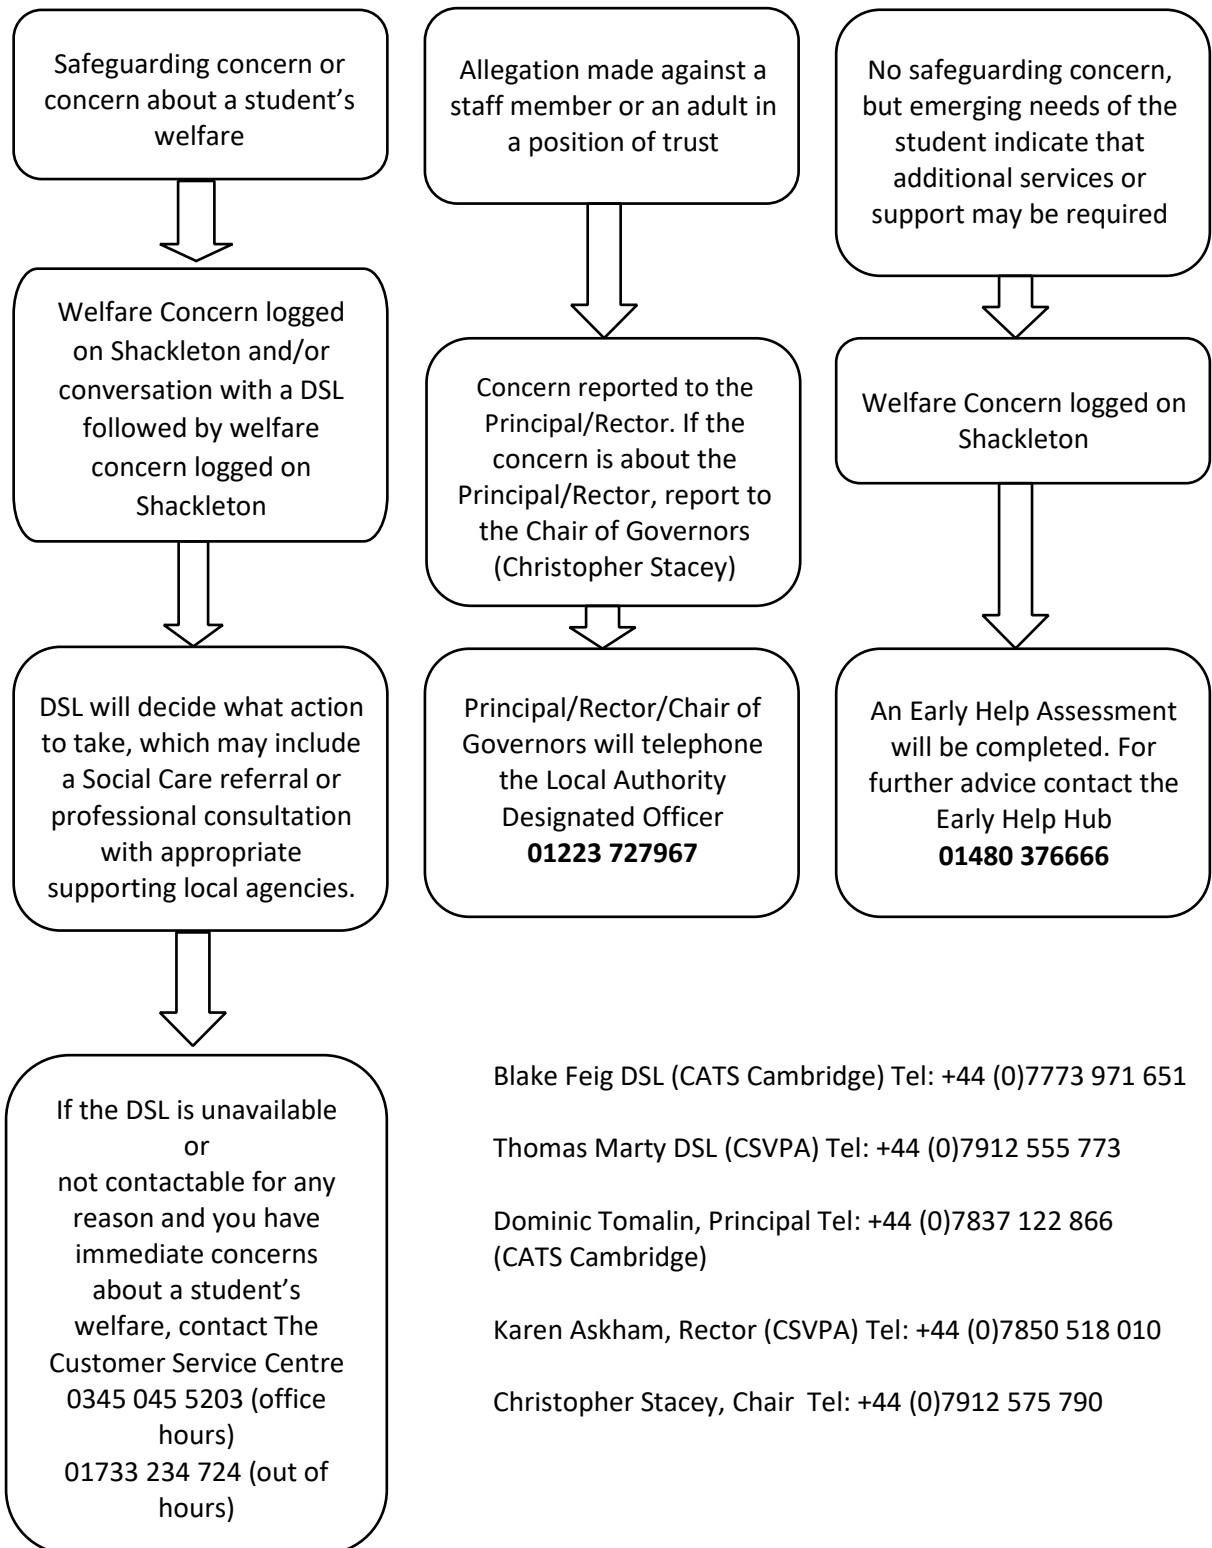 Safeguarding concern or
concern about a student’s
welfare
Welfare Concern logged
on Shackleton and/or
conversation with a DSL
followed by welfare
concern logged on
Shackleton
DSL will decide what action
to take, which may include
a Social Care referral or
professional consultation
with appropriate
supporting local agencies.
If the DSL is unavailable
or
not contactable for any
reason and you have
immediate concerns
about a student’s
welfare, contact The
Customer Service Centre
0345 045 5203 (office
hours)
01733 234 724 (out of
hours)
Allegation made against a
staff member or an adult in
a position of trust
Concern reported to the
Principal/Rector. If the
concern is about the
Principal/Rector, report to
the Chair of Governors
(Christopher Stacey)
Principal/Rector/Chair of
Governors will telephone
the Local Authority
Designated Officer
01223 727967
No safeguarding concern,
but emerging needs of the
student indicate that
additional services or
support may be required
Welfare Concern logged on
Shackleton
An Early Help Assessment
will be completed. For
further advice contact the
Early Help Hub
01480 376666
Blake Feig DSL (CATS Cambridge) Tel: +44 (0)7773 971 651
Thomas Marty DSL (CSVPA) Tel: +44 (0)7912 555 773
Dominic Tomalin, Principal Tel: +44 (0)7837 122 866
(CATS Cambridge)
Karen Askham, Rector (CSVPA) Tel: +44 (0)7850 518 010
Christopher Stacey, Chair  Tel: +44 (0)7912 575 790